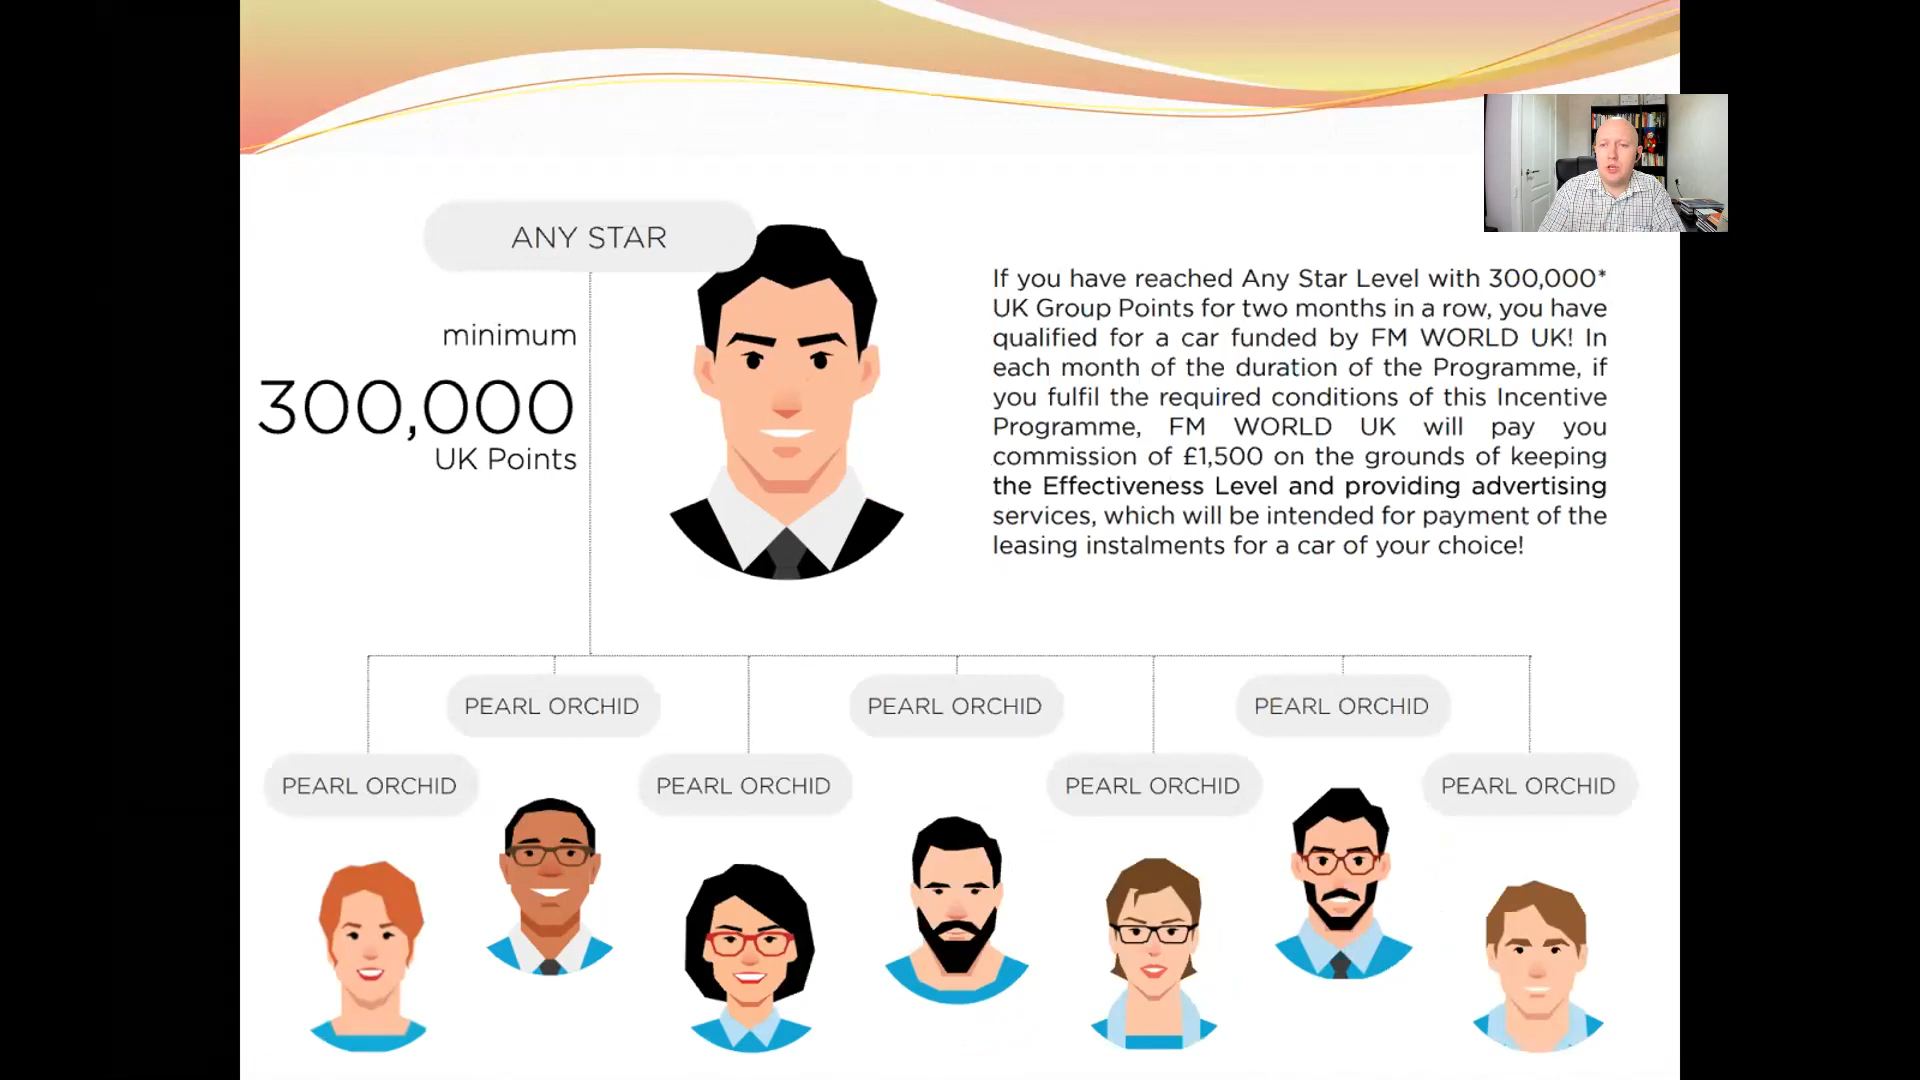 ANY STAR
minimum
300,000
UK Points
If you have reached Any Star Level with 300,000*
UK Group Points for two months in a row, you have
qualified for a car funded by FM WORLD UK! In
each month of the duration of the Programme, if
you fulfil the required conditions of this Incentive
Programme, FM WORLD UK will pay you
commission of £1,500 on the grounds of keeping
the Effectiveness Level and providing advertising
services, which will be intended for payment of the
leasing instalments for a car of your choice!
PEARL ORCHID
PEARL ORCHID
PEARL ORCHID
PEARL ORCHID
PEARL ORCHID
PEARL ORCHID
PEARL ORCHID